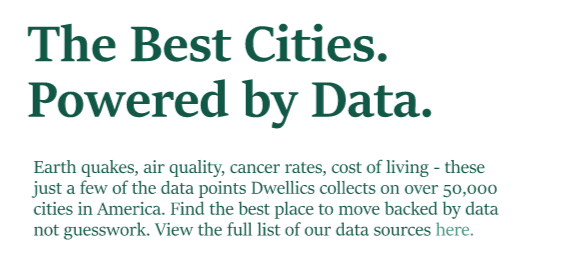 The Best Cities.
Powered by Data.
Earth quakes, air quality, cancer rates, cost of living - these
just a few of the data points Dwellics collects on over 50,000
cities in America. Find the best place to move backed by data
not guesswork. View the full list of our data sources here.